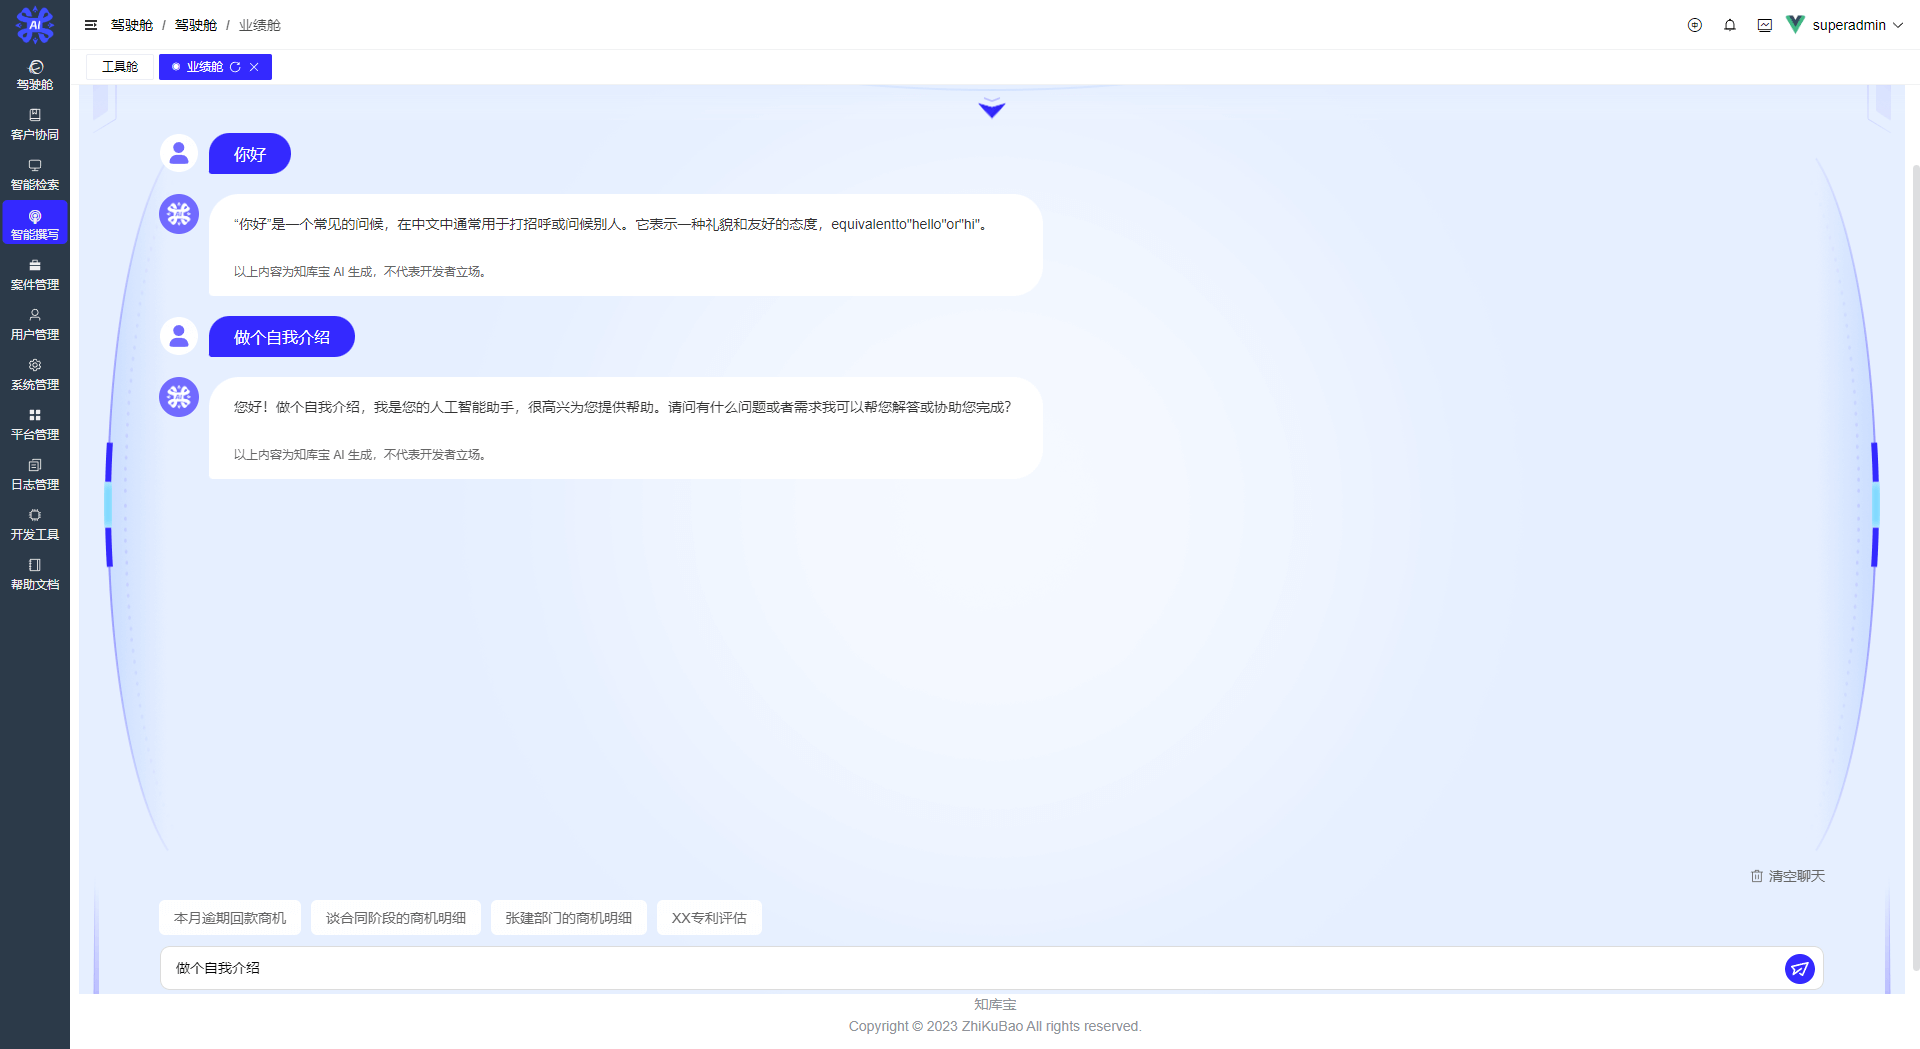 AI
驾驶舱 / 驾驶舱 / 业绩舱
superadmin
工具舱
业绩舱
驾驶舱
客户协同
智能检索
智能撰写
案件管理
用户管理
系统管理
平台管理
日志管理
开发工具
帮助文档
你好
“你好”是一个常见的问候，在中文中通常用于打招呼或问候别人。它表示一种礼貌和友好的态度，equivalentto"hello"or"hi"。
以上内容为知库宝 AI 生成，不代表开发者立场。
做个自我介绍
您好！做个自我介绍，我是您的人工智能助手，很高兴为您提供帮助。请问有什么问题或者需求我可以帮您解答或协助您完成？
以上内容为知库宝 AI 生成，不代表开发者立场。
清空聊天
本月逾期回款商机
谈合同阶段的商机明细
张建部门的商机明细
XX专利评估
做个自我介绍
知库宝
Copyright © 2023 ZhiKuBao All rights reserved.